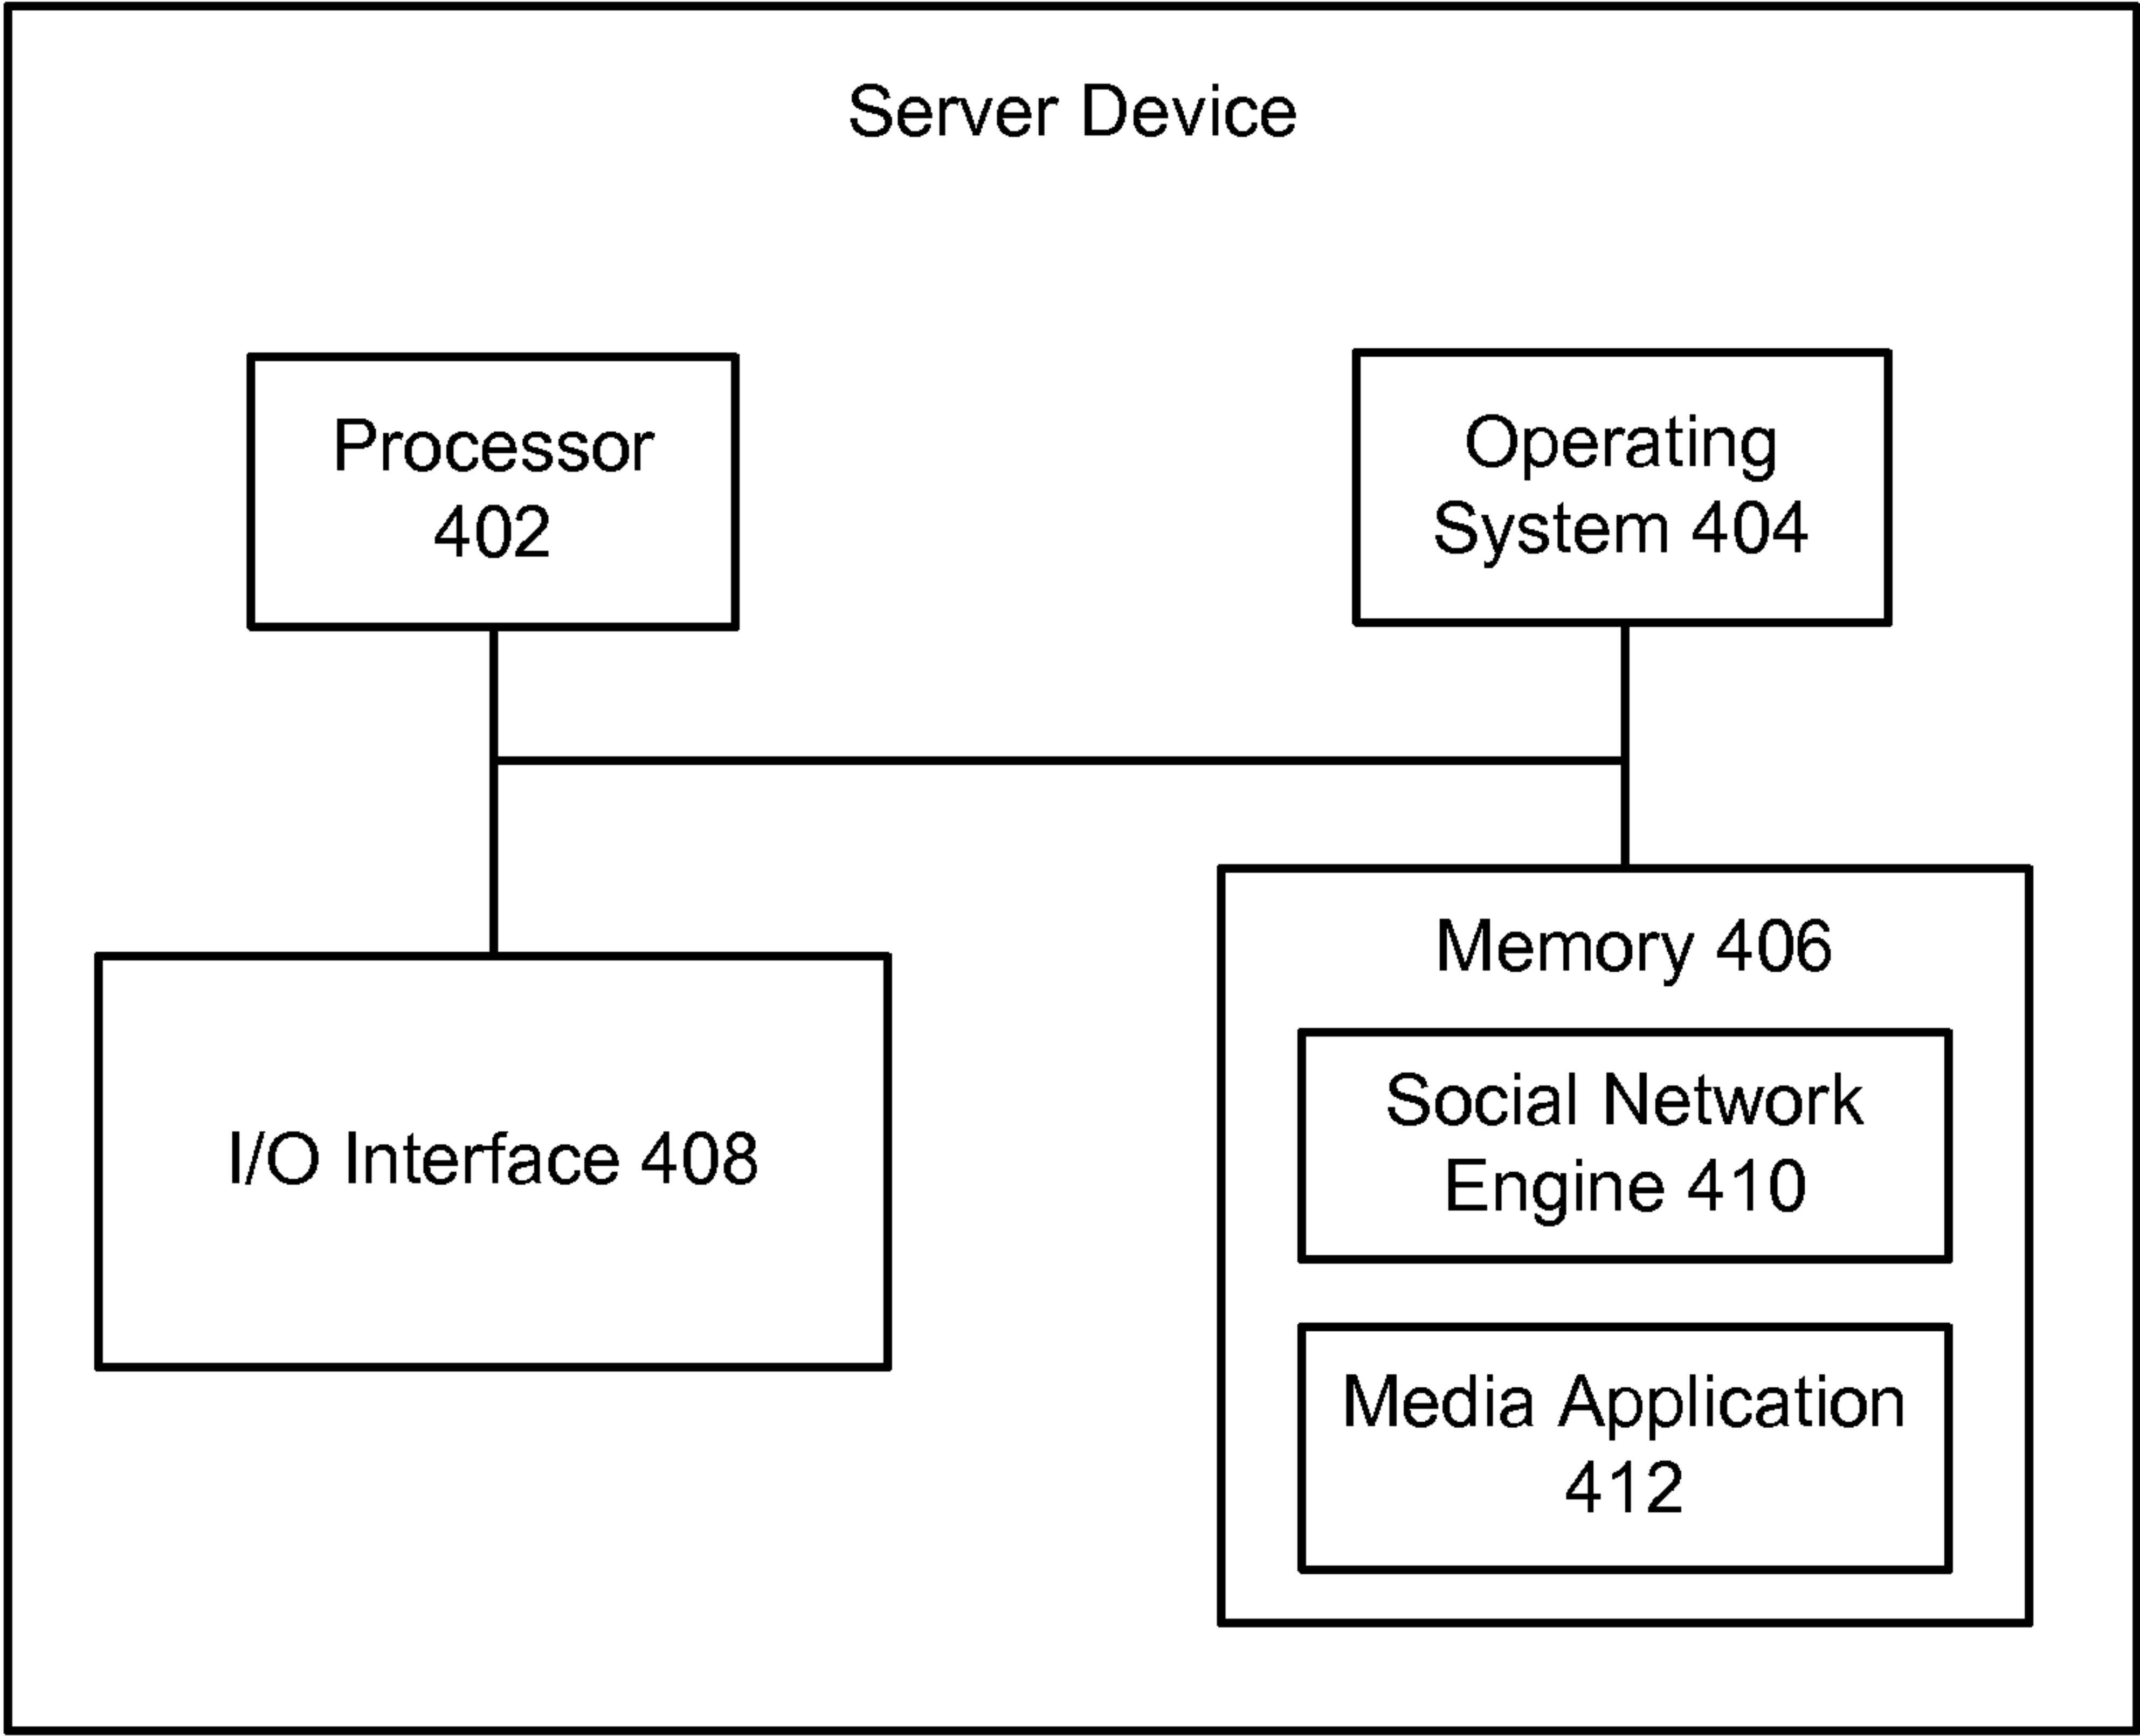 Server Device
Processor
402
Operating
System 404
I/O Interface 408
Memory 406
Social Network
Engine 410
Media Application
412